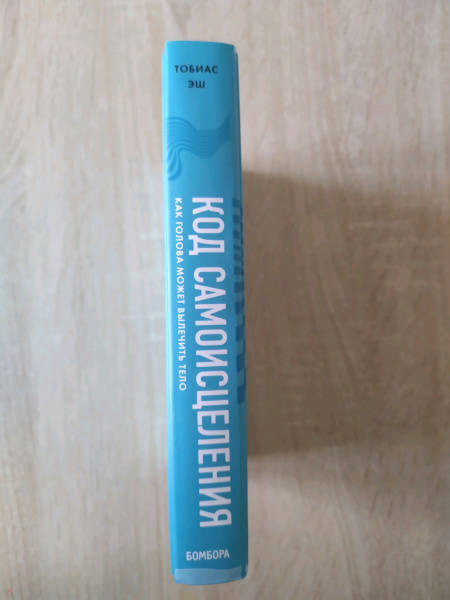 ТОБИАС
ЭШ
КОД САМОИСЦЕЛЕНИЯ
КАК ГОЛОВА МОЖЕТ ВЫЛЕЧИТЬ ТЕЛО
БОМБОРА